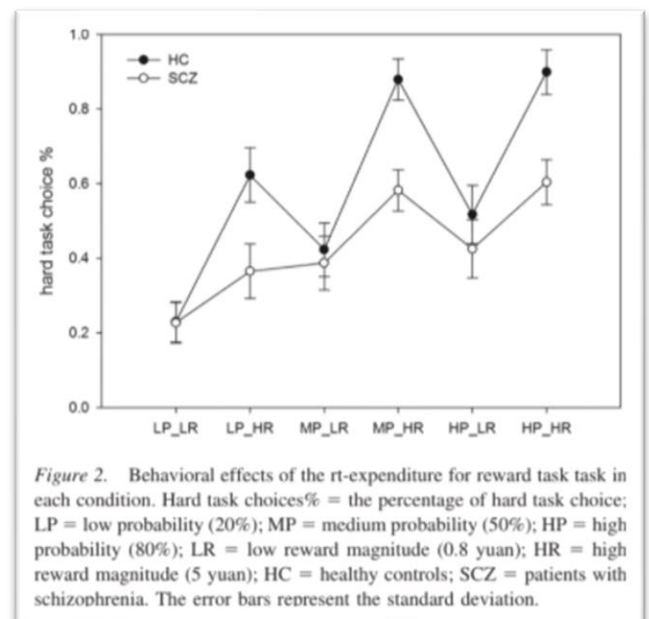 1.0
HC
SCZ
0.8
0.6
0.4
0.2
0.0
hard task choice %
LP_LR LP_HR MP_LR MP_HR HP_LR HP_HR
Figure 2. Behavioral effects of the rt-expenditure for reward task task in
each condition. Hard task choices% = the percentage of hard task choice;
LP = low probability (20%); MP = medium probability (50%); HP = high
probability (80%); LR = low reward magnitude (0.8 yuan); HR = high
reward magnitude (5 yuan); HC = healthy controls; SCZ = patients with
schizophrenia. The error bars represent the standard deviation.